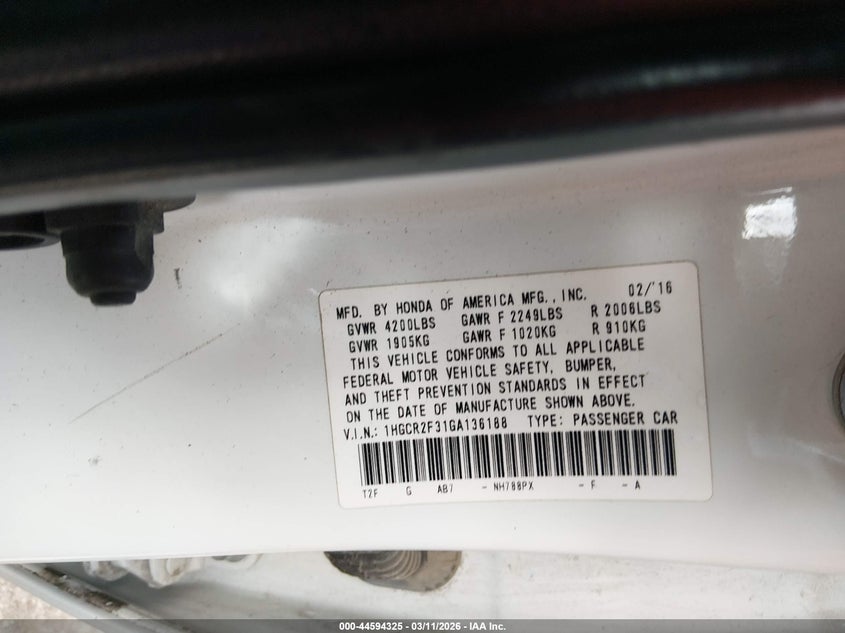 MFD. BY HONDA OF AMERICA MFG., INC. 02/'16
GVWR 4200LBS GAWR F 2249LBS R 2006LBS
GVWR 1905KG GAWR F 1020KG R 910KG
THIS VEHICLE CONFORMS TO ALL APPLICABLE
FEDERAL MOTOR VEHICLE SAFETY, BUMPER,
AND THEFT PREVENTION STANDARDS IN EFFECT
ON THE DATE OF MANUFACTURE SHOWN ABOVE.
V.I.N.: 1HGCR2F31GA136188 TYPE: PASSENGER CAR
T2F G AB7 - NH788PX - F - A
000-44594325 | 03/11/2026 - IAA Inc.